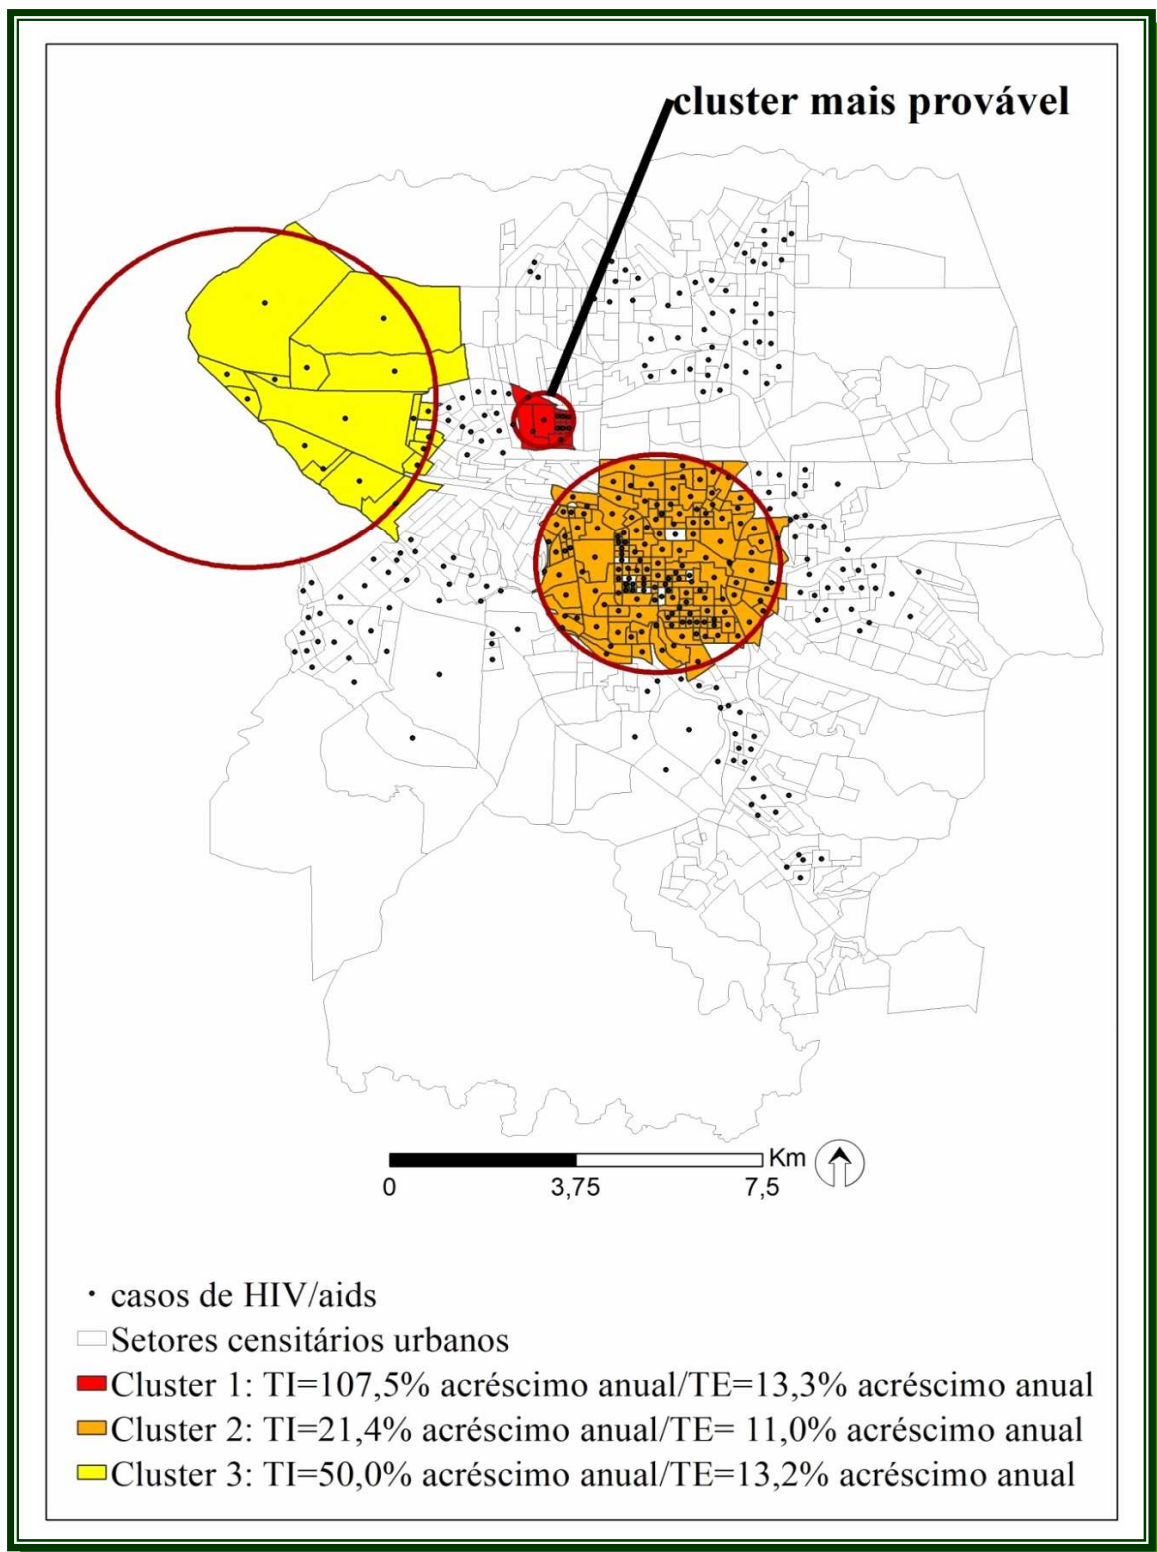 cluster mais provável
Km
0 3,75 7,5
casos de HIV/aids
Setores censitários urbanos
Cluster 1: TI=107,5% acréscimo anual/TE=13,3% acréscimo anual
Cluster 2: TI=21,4% acréscimo anual/TE= 11,0% acréscimo anual
Cluster 3: TI=50,0% acréscimo anual/TE=13,2% acréscimo anual